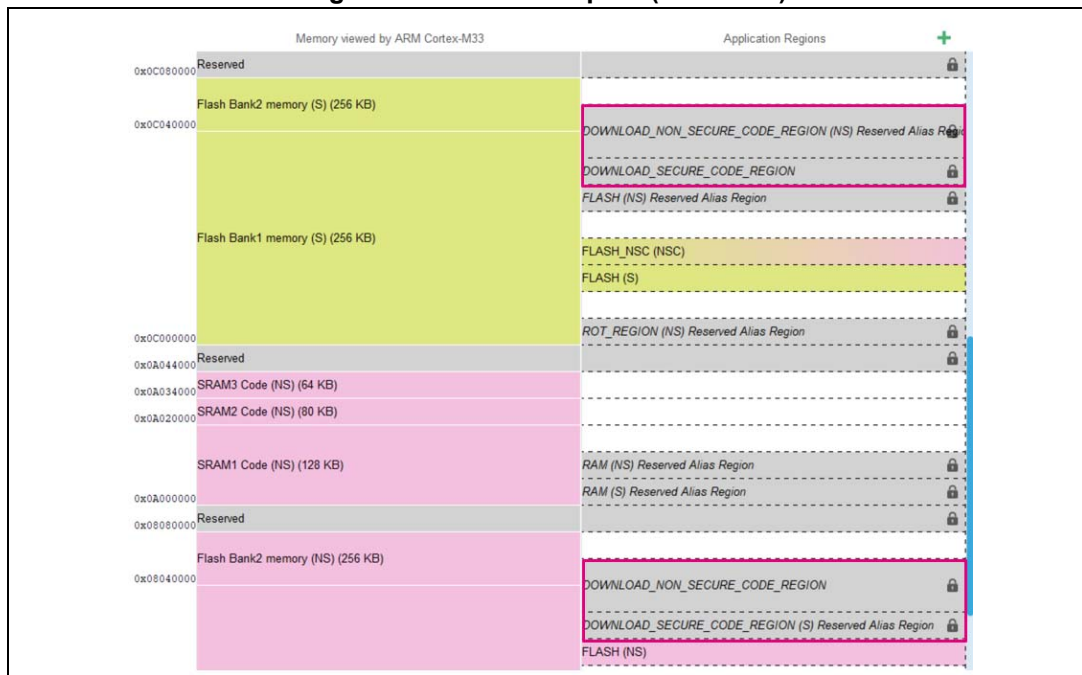 Memory viewed by ARM Cortex-M33 Application Regions
Reserved
0x0C080000
Flash Bank2 memory (S) (256 KB)
0x0C040000
DOWNLOAD_NON_SECURE_CODE_REGION (NS) Reserved Alias
DOWNLOAD_SECURE_CODE_REGION
FLASH (NS) Reserved Alias Region
Flash Bank1 memory (S) (256 KB)
FLASH_NSC (NSC)
FLASH (S)
ROT_REGION (NS) Reserved Alias Region
0x0C000000
Reserved
0x0A044000
SRAM3 Code (NS) (64 KB)
0x0A034000
SRAM2 Code (NS) (80 KB)
0x0A020000
SRAM1 Code (NS) (128 KB) RAM (NS) Reserved Alias Region
RAM (S) Reserved Alias Region
0x0A000000
Reserved
0x08080000
Flash Bank2 memory (NS) (256 KB)
0x08040000
DOWNLOAD_NON_SECURE_CODE_REGION
DOWNLOAD_SECURE_CODE_REGION (S) Reserved Alias Region
FLASH (NS)